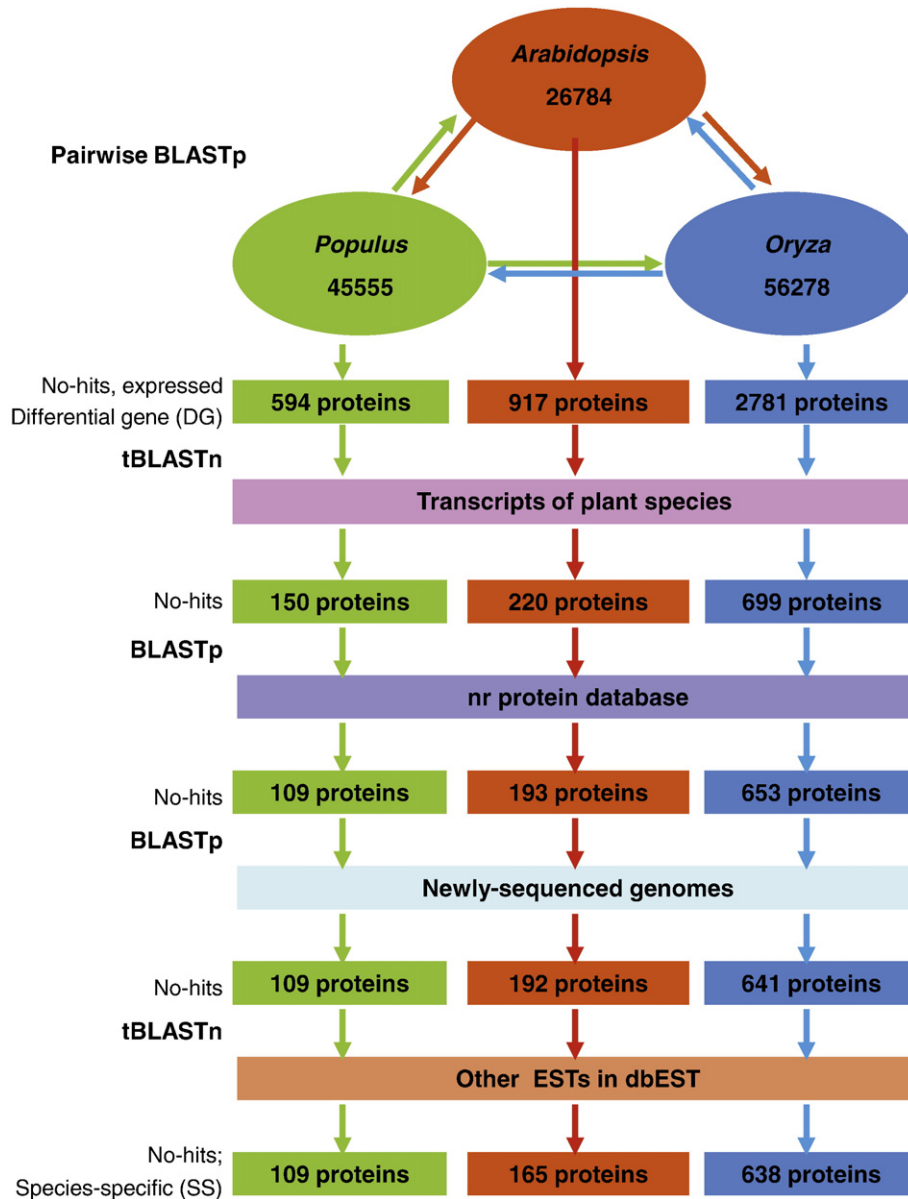 Arabidopsis
26784
Pairwise BLASTp
Populus
45555
Oryza
56278
No-hits, expressed
Differential gene (DG)
594 proteins
917 proteins
2781 proteins
tBLASTn
Transcripts of plant species
No-hits
150 proteins
220 proteins
699 proteins
BLASTp
nr protein database
No-hits
109 proteins
193 proteins
653 proteins
BLASTp
Newly-sequenced genomes
No-hits
109 proteins
192 proteins
641 proteins
tBLASTn
Other ESTs in dbEST
No-hits;
Species-specific (SS)
109 proteins
165 proteins
638 proteins